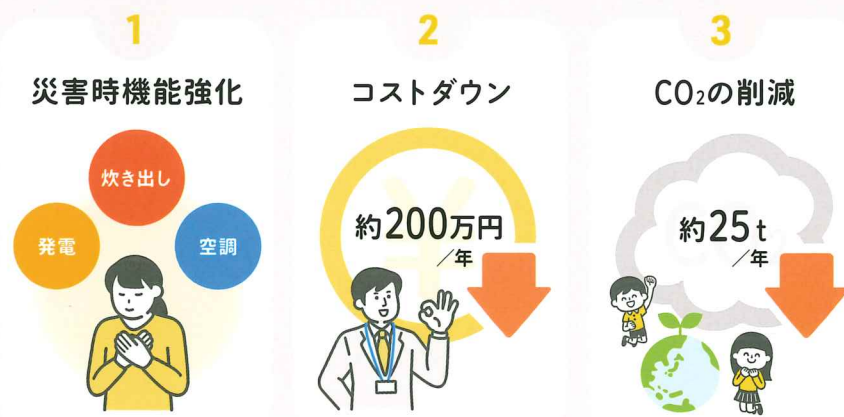 1
災害時機能強化
炊き出し
発電
空調
2
コストダウン
約200万円
/年
3
CO₂の削減
約25t
/年